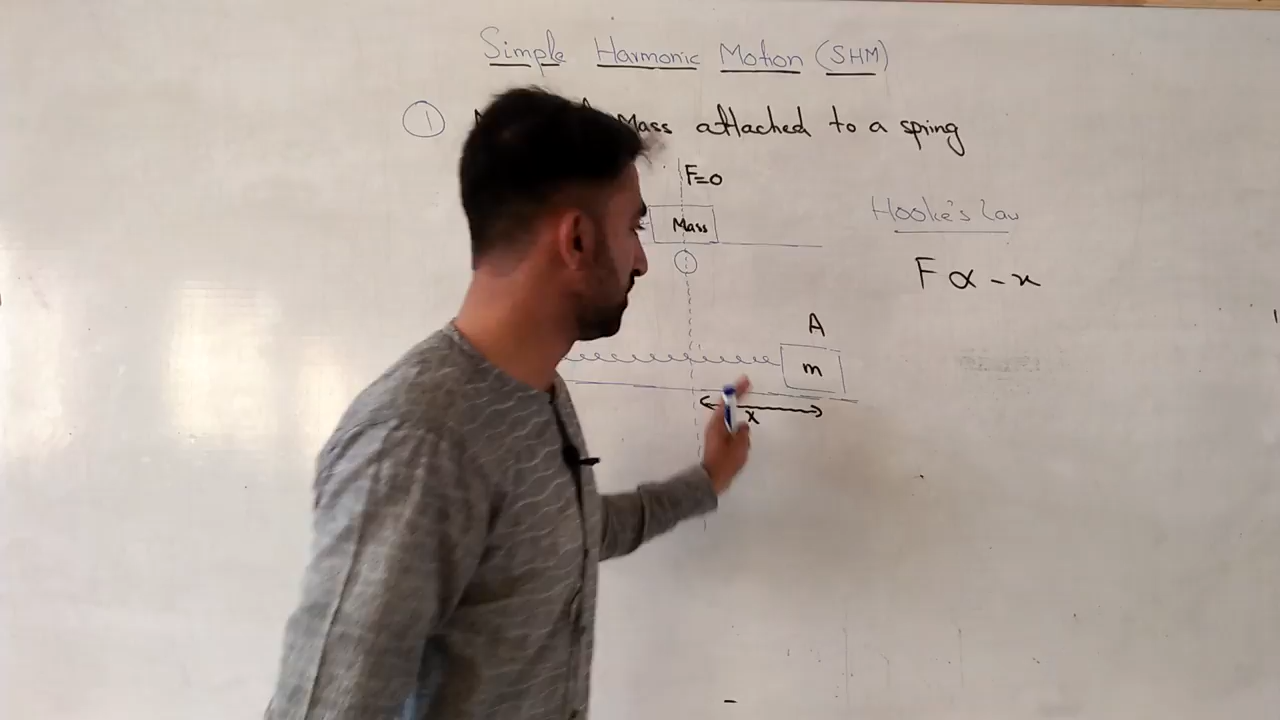 Simple Harmonic Motion (SHM)
① Mass attached to a spring
F=0
Mass
Hooke's Law
F ∝ -x
A
m
x